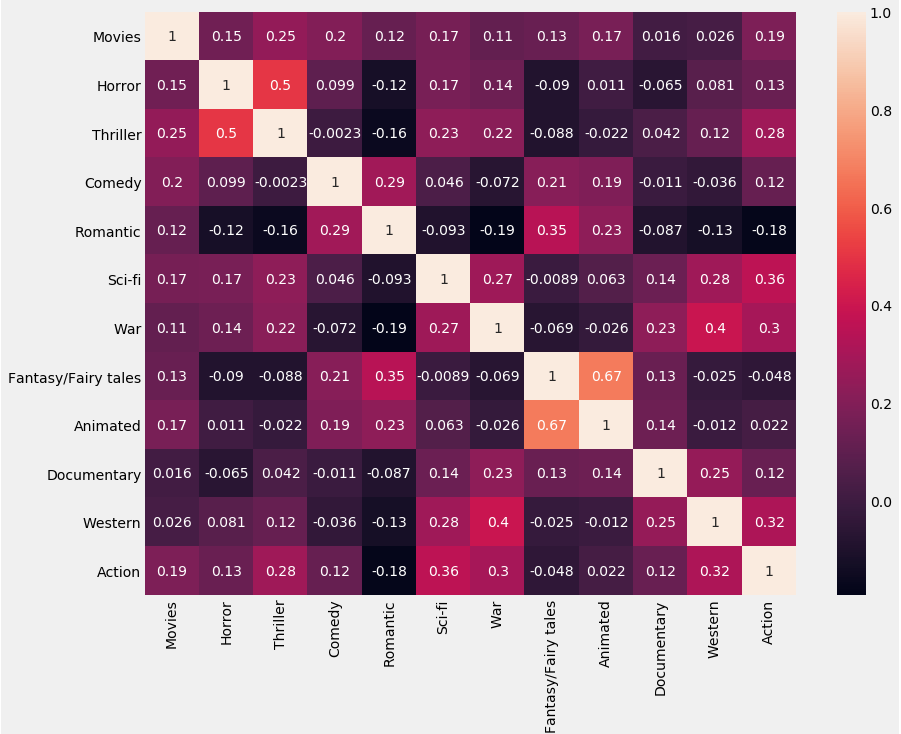 Movies 1 0.15 0.25 0.2 0.12 0.17 0.11 0.13 0.17 0.016 0.026 0.19
Horror 0.15 1 0.5 0.099 -0.12 0.17 0.14 -0.09 0.011 -0.065 0.081 0.13
Thriller 0.25 0.5 1 -0.0023 -0.16 0.23 0.22 -0.088 -0.022 0.042 0.12 0.28
Comedy 0.2 0.099 -0.0023 1 0.29 0.046 -0.072 0.21 0.19 -0.011 -0.036 0.12
Romantic 0.12 -0.12 -0.16 0.29 1 -0.093 -0.19 0.35 0.23 -0.087 -0.13 -0.18
Sci-fi 0.17 0.17 0.23 0.046 -0.093 1 0.27 -0.0089 0.063 0.14 0.28 0.36
War 0.11 0.14 0.22 -0.072 -0.19 0.27 1 -0.069 -0.026 0.23 0.4 0.3
Fantasy/Fairy tales 0.13 -0.09 -0.088 0.21 0.35 -0.0089 -0.069 1 0.67 0.13 -0.025 -0.048
Animated 0.17 0.011 -0.022 0.19 0.23 0.063 -0.026 0.67 1 0.14 -0.012 0.022
Documentary 0.016 -0.065 0.042 -0.011 -0.087 0.14 0.23 0.13 0.14 1 0.25 0.12
Western 0.026 0.081 0.12 -0.036 -0.13 0.28 0.4 -0.025 -0.012 0.25 1 0.32
Action 0.19 0.13 0.28 0.12 -0.18 0.36 0.3 -0.048 0.022 0.12 0.32 1
Movies
Horror
Thriller
Comedy
Romantic
Sci-fi
War
Fantasy/Fairy tales
Animated
Documentary
Western
Action
1.0
0.8
0.6
0.4
0.2
0.0